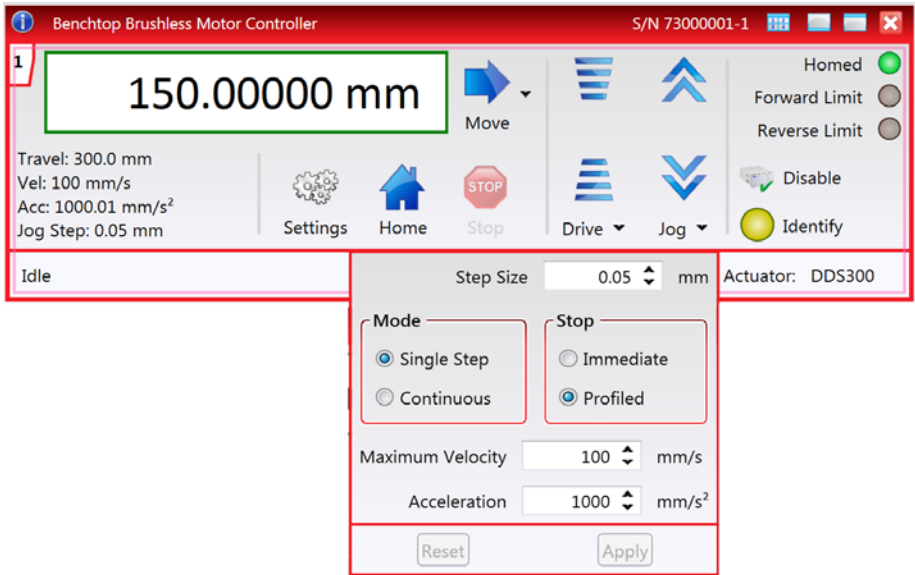 Benchtop Brushless Motor Controller S/N 73000001-1
1
150.00000 mm
Move
Homed
Forward Limit
Reverse Limit
Travel: 300.0 mm
Vel: 100 mm/s
Acc: 1000.01 mm/s²
Jog Step: 0.05 mm
Settings
Home
STOP
Stop
Drive
Jog
Disable
Identify
Idle
Actuator: DDS300
Step Size 0.05 mm
Mode
Single Step
Continuous
Stop
Immediate
Profiled
Maximum Velocity 100 mm/s
Acceleration 1000 mm/s²
Reset Apply